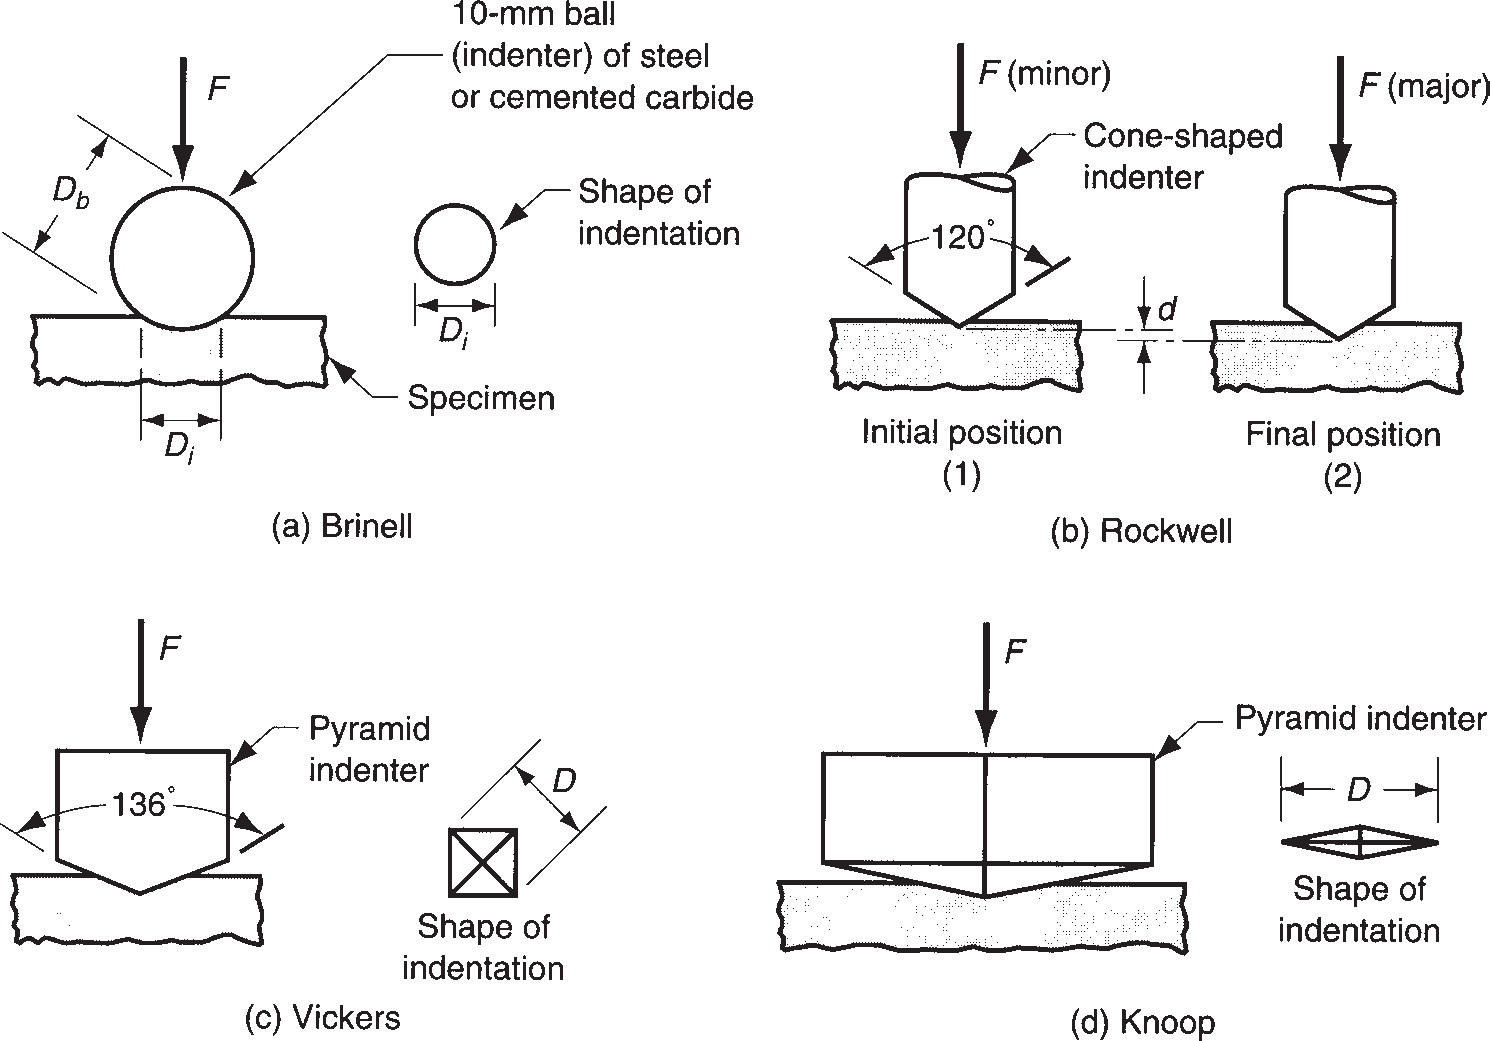 10-mm ball
(indenter) of steel
or cemented carbide
F
D_b
Shape of
indentation
D_i
D_i
Specimen
(a) Brinell
F (minor)
F (major)
Cone-shaped
indenter
120°
d
Initial position
(1)
Final position
(2)
(b) Rockwell
F
Pyramid
indenter
136°
D
Shape of
indentation
(c) Vickers
F
Pyramid indenter
D
Shape of
indentation
(d) Knoop